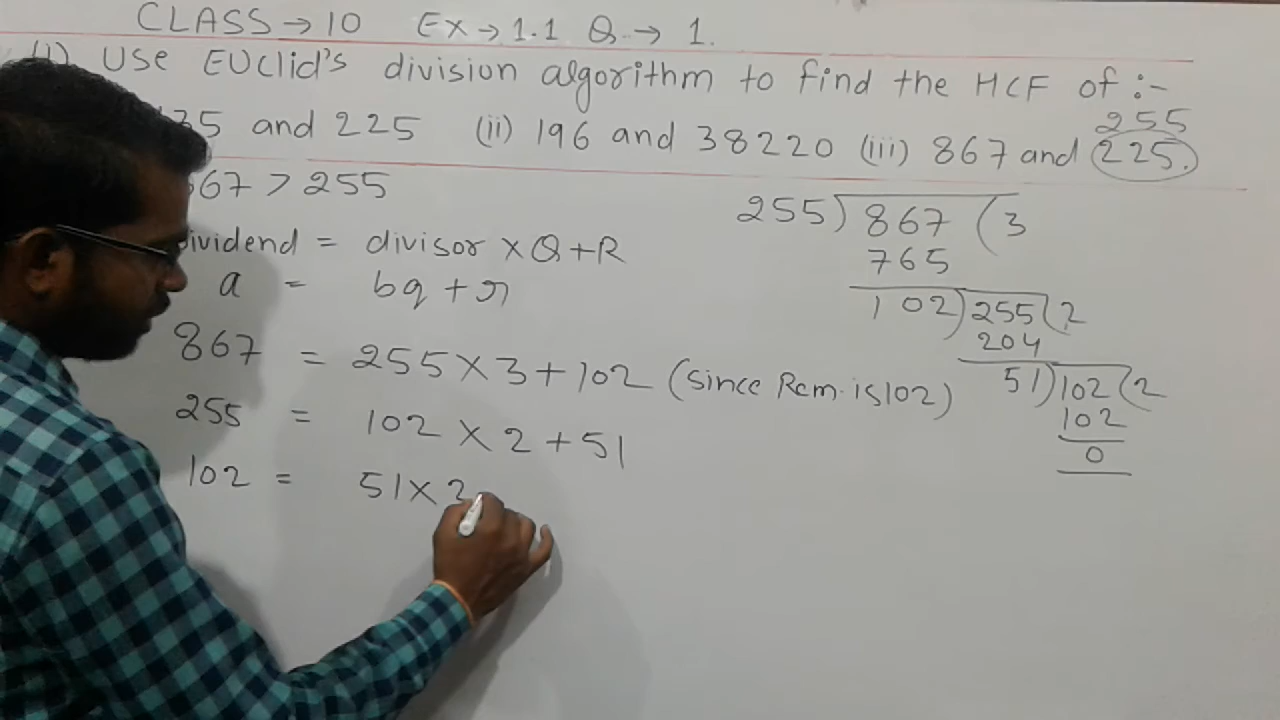 CLASS → 10 Ex → 1.1 Q → 1.
USE EUClid's division algorithm to find the HCF of :-
35 and 225 (ii) 196 and 38220 (iii) 867 and 225.
255
67 > 255
ividend = divisor × Q + R
a = bq + r
867 = 255 × 3 + 102 (since Rem. is 102)
255 = 102 × 2 + 51
102 = 51 × 2
255) 867 (3
765
102) 255 (2
204
51) 102 (2
102
0